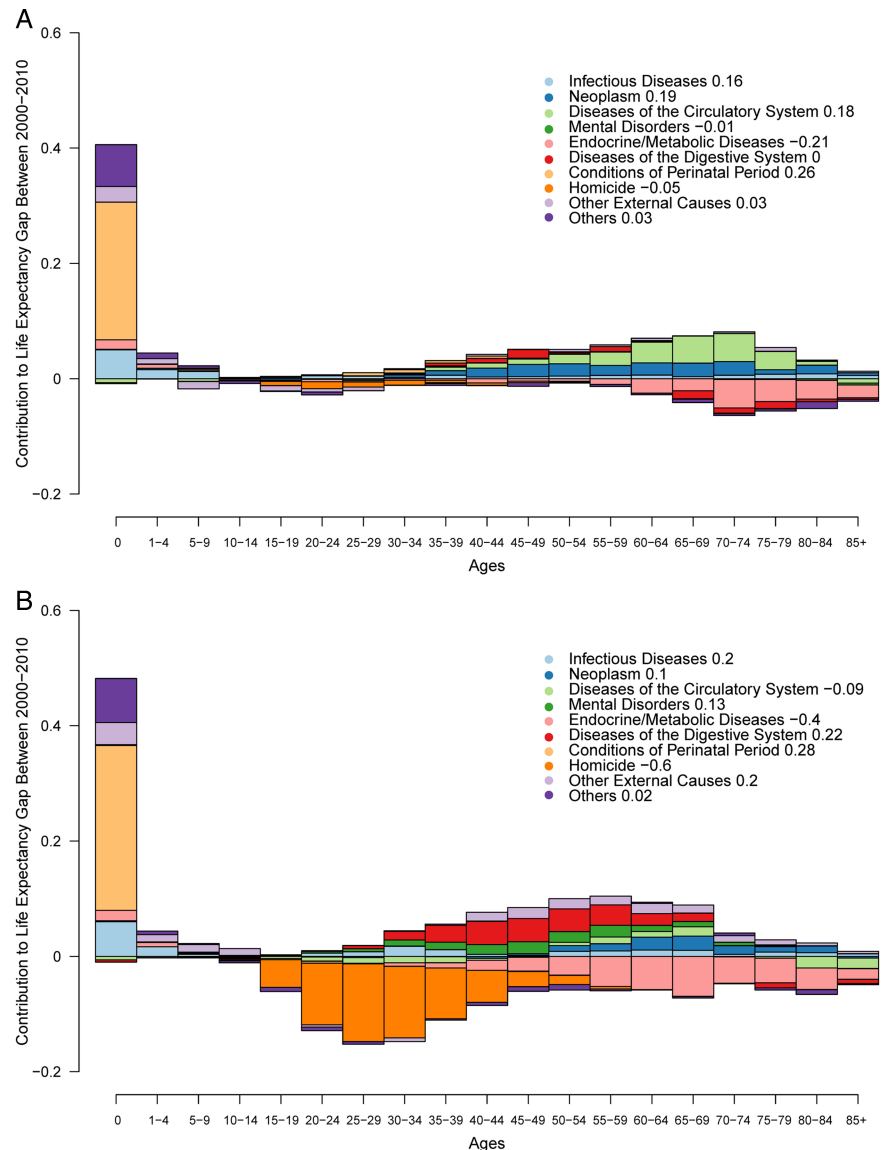 A
0.6
0.4
0.2
0
−0.2
Contribution to Life Expectancy Gap Between 2000−2010
Infectious Diseases 0.16
Neoplasm 0.19
Diseases of the Circulatory System 0.18
Mental Disorders −0.01
Endocrine/Metabolic Diseases −0.21
Diseases of the Digestive System 0
Conditions of Perinatal Period 0.26
Homicide −0.05
Other External Causes 0.03
Others 0.03
0 1−4 5−9 10−14 15−19 20−24 25−29 30−34 35−39 40−44 45−49 50−54 55−59 60−64 65−69 70−74 75−79 80−84 85+
Ages
B
0.6
0.4
0.2
0
−0.2
Contribution to Life Expectancy Gap Between 2000−2010
Infectious Diseases 0.2
Neoplasm 0.1
Diseases of the Circulatory System −0.09
Mental Disorders 0.13
Endocrine/Metabolic Diseases −0.4
Diseases of the Digestive System 0.22
Conditions of Perinatal Period 0.28
Homicide −0.6
Other External Causes 0.2
Others 0.02
0 1−4 5−9 10−14 15−19 20−24 25−29 30−34 35−39 40−44 45−49 50−54 55−59 60−64 65−69 70−74 75−79 80−84 85+
Ages